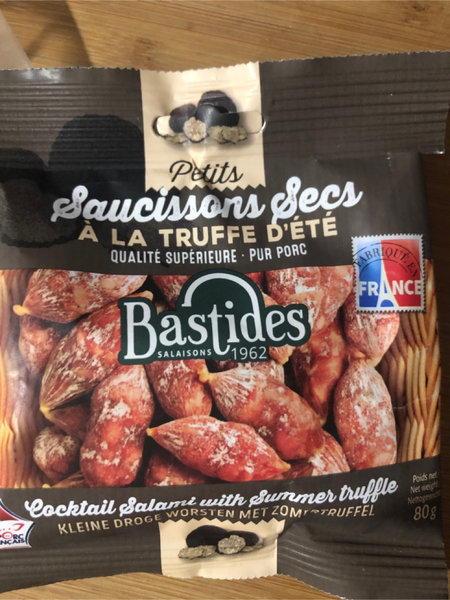 Petits
Saucissons Secs
À LA TRUFFE D'ÉTÉ
QUALITÉ SUPÉRIEURE · PUR PORC
FABRIQUÉ EN
FRANCE
Bastides
SALAISONS 1962
Cocktail Salami with Summer truffle
KLEINE DROGE WORSTEN MET ZOMERTRUFFEL
Poids net
Net weight
80g